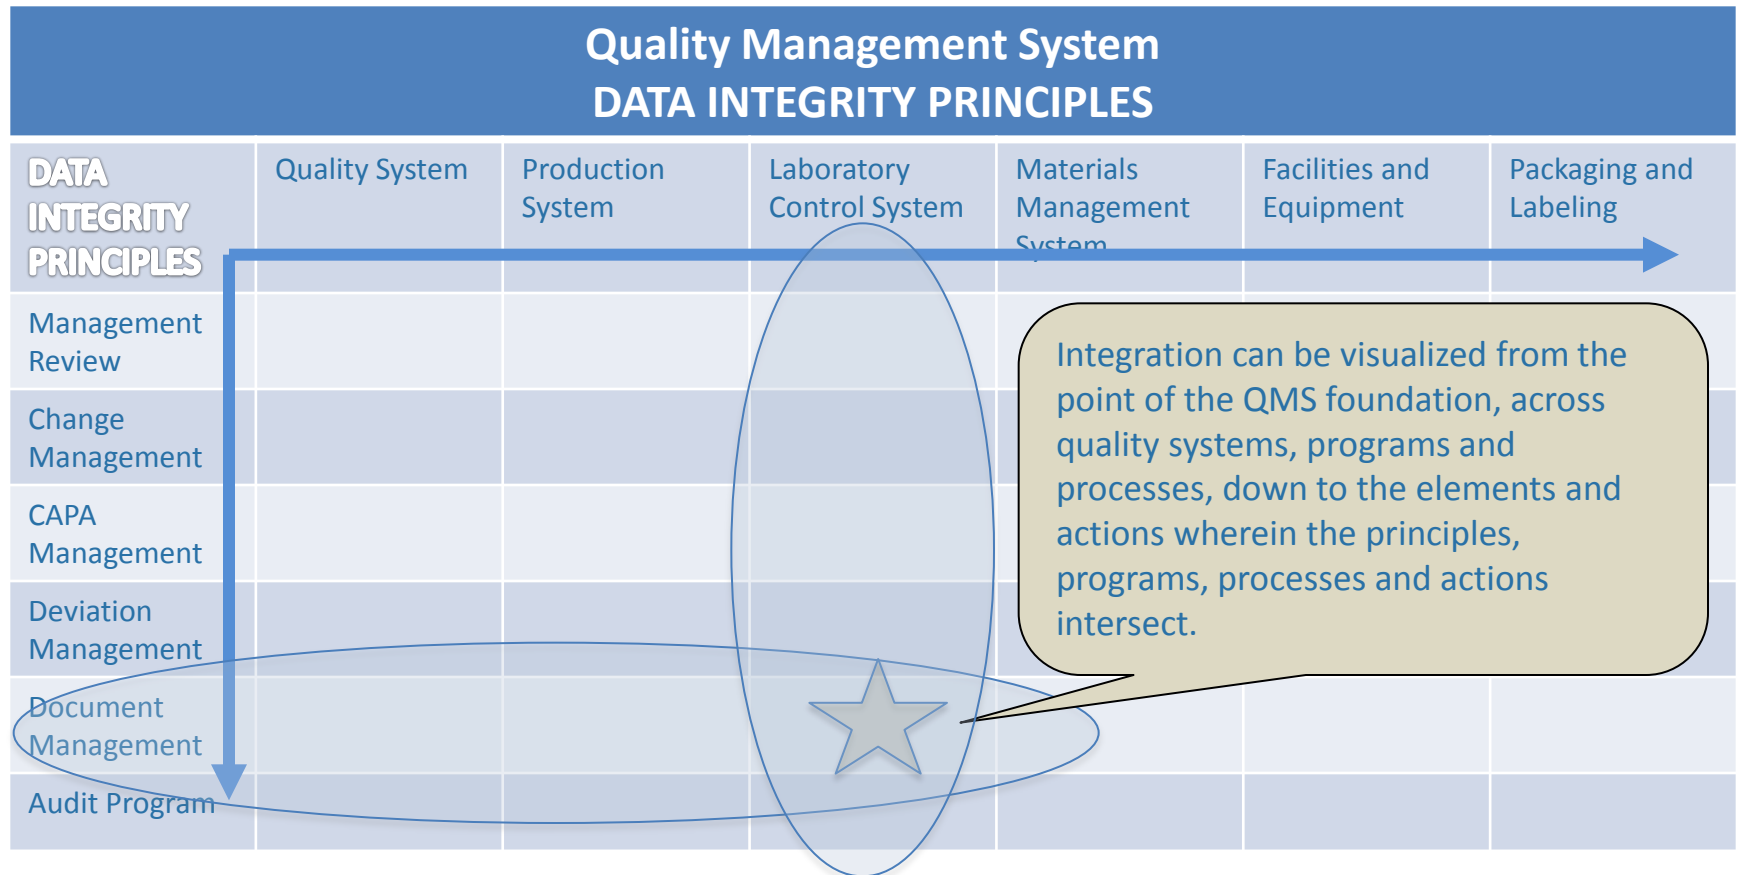 Quality Management System
DATA INTEGRITY PRINCIPLES
DATA
INTEGRITY
PRINCIPLES
Quality System
Production
System
Laboratory
Control System
Materials
Management
System
Facilities and
Equipment
Packaging and
Labeling
Management
Review
Change
Management
CAPA
Management
Deviation
Management
Document
Management
Audit Program
Integration can be visualized from the
point of the QMS foundation, across
quality systems, programs and
processes, down to the elements and
actions wherein the principles,
programs, processes and actions
intersect.